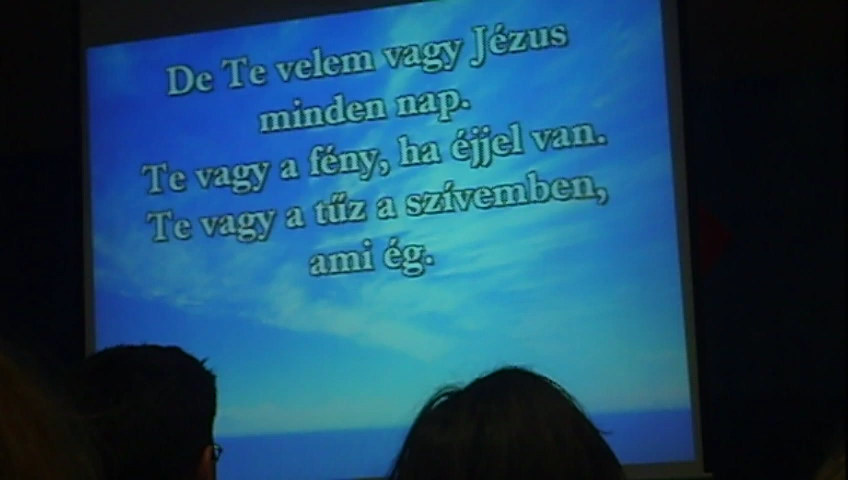 De Te velem vagy Jézus
minden nap.
Te vagy a fény, ha éjjel van.
Te vagy a tűz a szívemben,
ami ég.